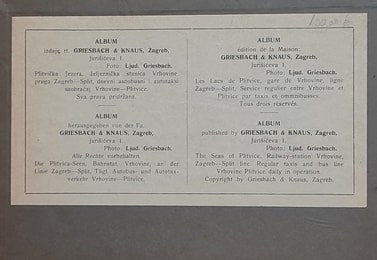 ALBUM
izdaje rt GRIESBACH & KNAUS, Zagreb,
Jurišićeva 1.
Foto: Ljud. Griesbach.
Plitvička Jezera, željeznička stanica Vrhovine
pruga Zagreb—Split, dnevni autobusni i autotaksi
saobraćaj Vrhovine—Plitvice.
Sva prava pridržana.
ALBUM
herausgegeben von der Fa.
GRIESBACH & KNAUS, Zagreb,
Jurišićeva 1.
Photo: Ljud. Griesbach.
Alle Rechte vorbehalten.
Die Plitvica-Seen, Bahnstat. Vrhovine, an der
Linie Zagreb—Split. Tägl. Autobus- und Autotax-
verkehr Vrhovine—Plitvice.
ALBUM
édition de la Maison:
GRIESBACH & KNAUS, Zagreb,
Jurišićeva 1.
Photo: Ljud. Griesbach.
Les Lacs de Plitvice, gare de Vrhovine, ligne
Zagreb—Split, Service regulier entre Vrhovine et
Plitvice par taxis et ommnibusses.
Tous drois reservés.
ALBUM
published by GRIESBACH & KNAUS, Zagreb,
Jurišićeva 1.
Photo: Ljud. Griesbach.
The Seas of Plitvice, Railway-station Vrhovine,
Zagreb—Split line. Regular taxis and bus line
Vrhovine Plitvice daily in operation.
Copyright by Griesbach & Knaus, Zagreb.